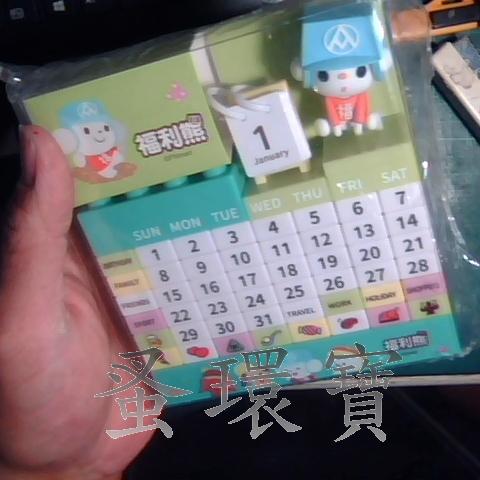 福利熊
1
January
福
SUN MON TUE WED THU FRI SAT
BIRTHDAY 1 2 3 4 5 6 7
FAMILY 8 9 10 11 12 13 14
FRIENDS 15 16 17 18 19 20 21
SPORT 22 23 24 25 26 27 28
29 30 31 TRAVEL WORK HOLIDAY SHOPPING
福利熊
蚤環寶